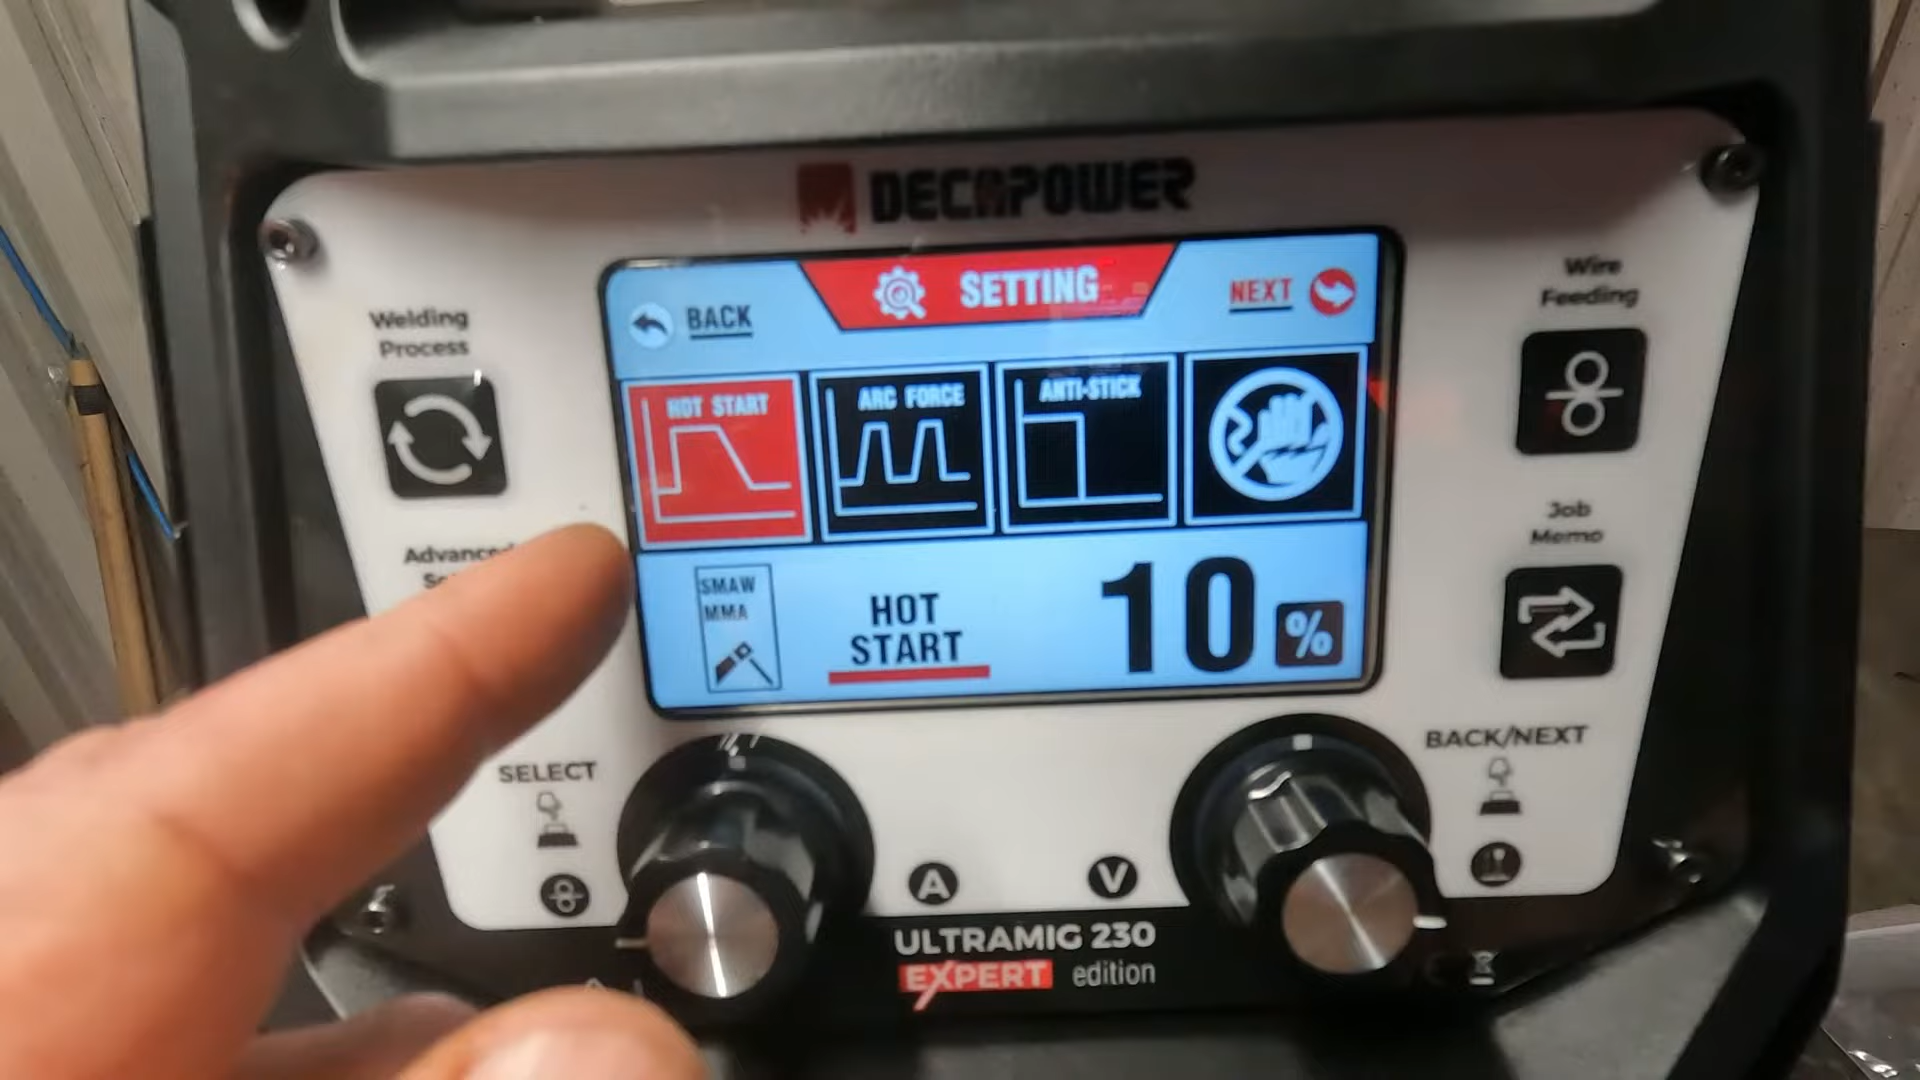 DECAPOWER
SETTING
BACK
NEXT
HOT START
ARC FORCE
ANTI-STICK
SMAW
MMA
HOT
START
10 %
Welding
Process
Advanced
Wire
Feeding
Job
Memo
SELECT
BACK/NEXT
A
V
ULTRAMIG 230
EXPERT edition